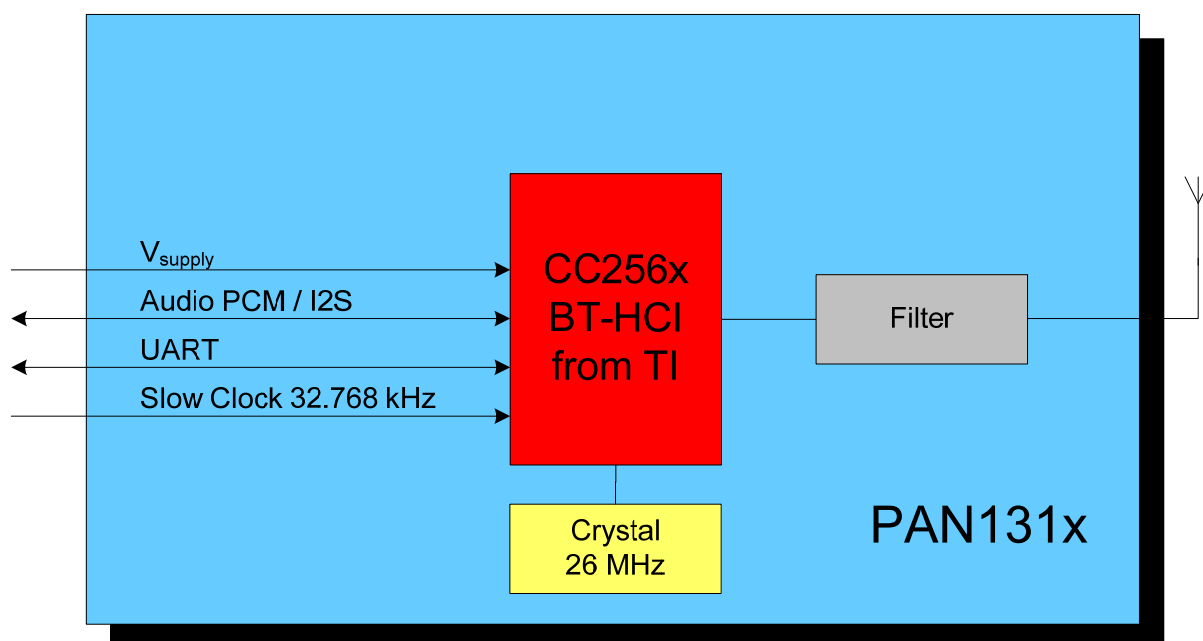 V_supply
Audio PCM / I2S
UART
Slow Clock 32.768 kHz
CC256x
BT-HCI
from TI
Filter
Crystal
26 MHz
PAN131x